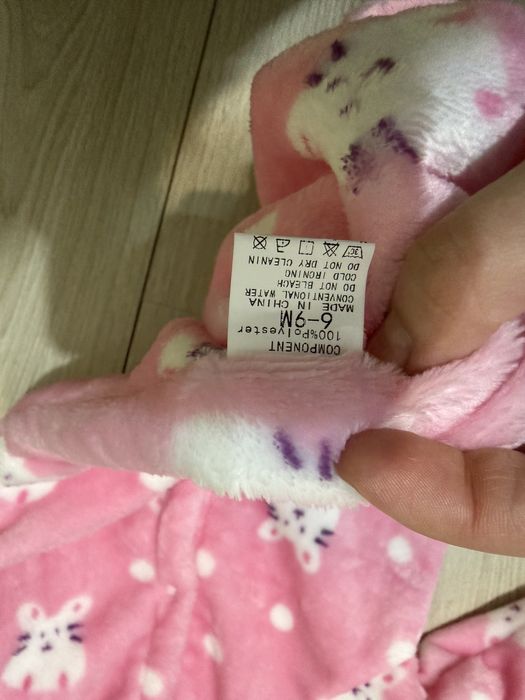 COMPONENT
100%Polyester
6-9M
MADE IN CHINA
CONVENTIONAL WATER
DO NOT BLEACH
COLD IRONING
DO NOT DRY CLEANIN